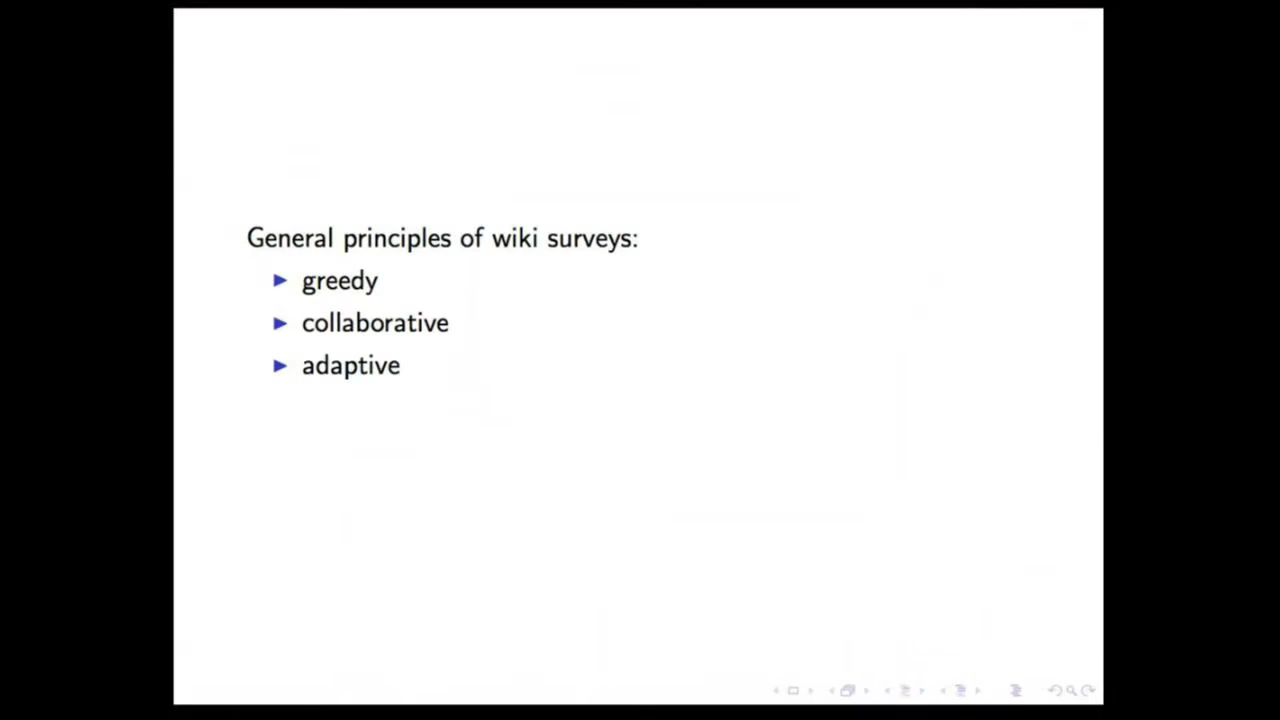 General principles of wiki surveys:
greedy
collaborative
adaptive